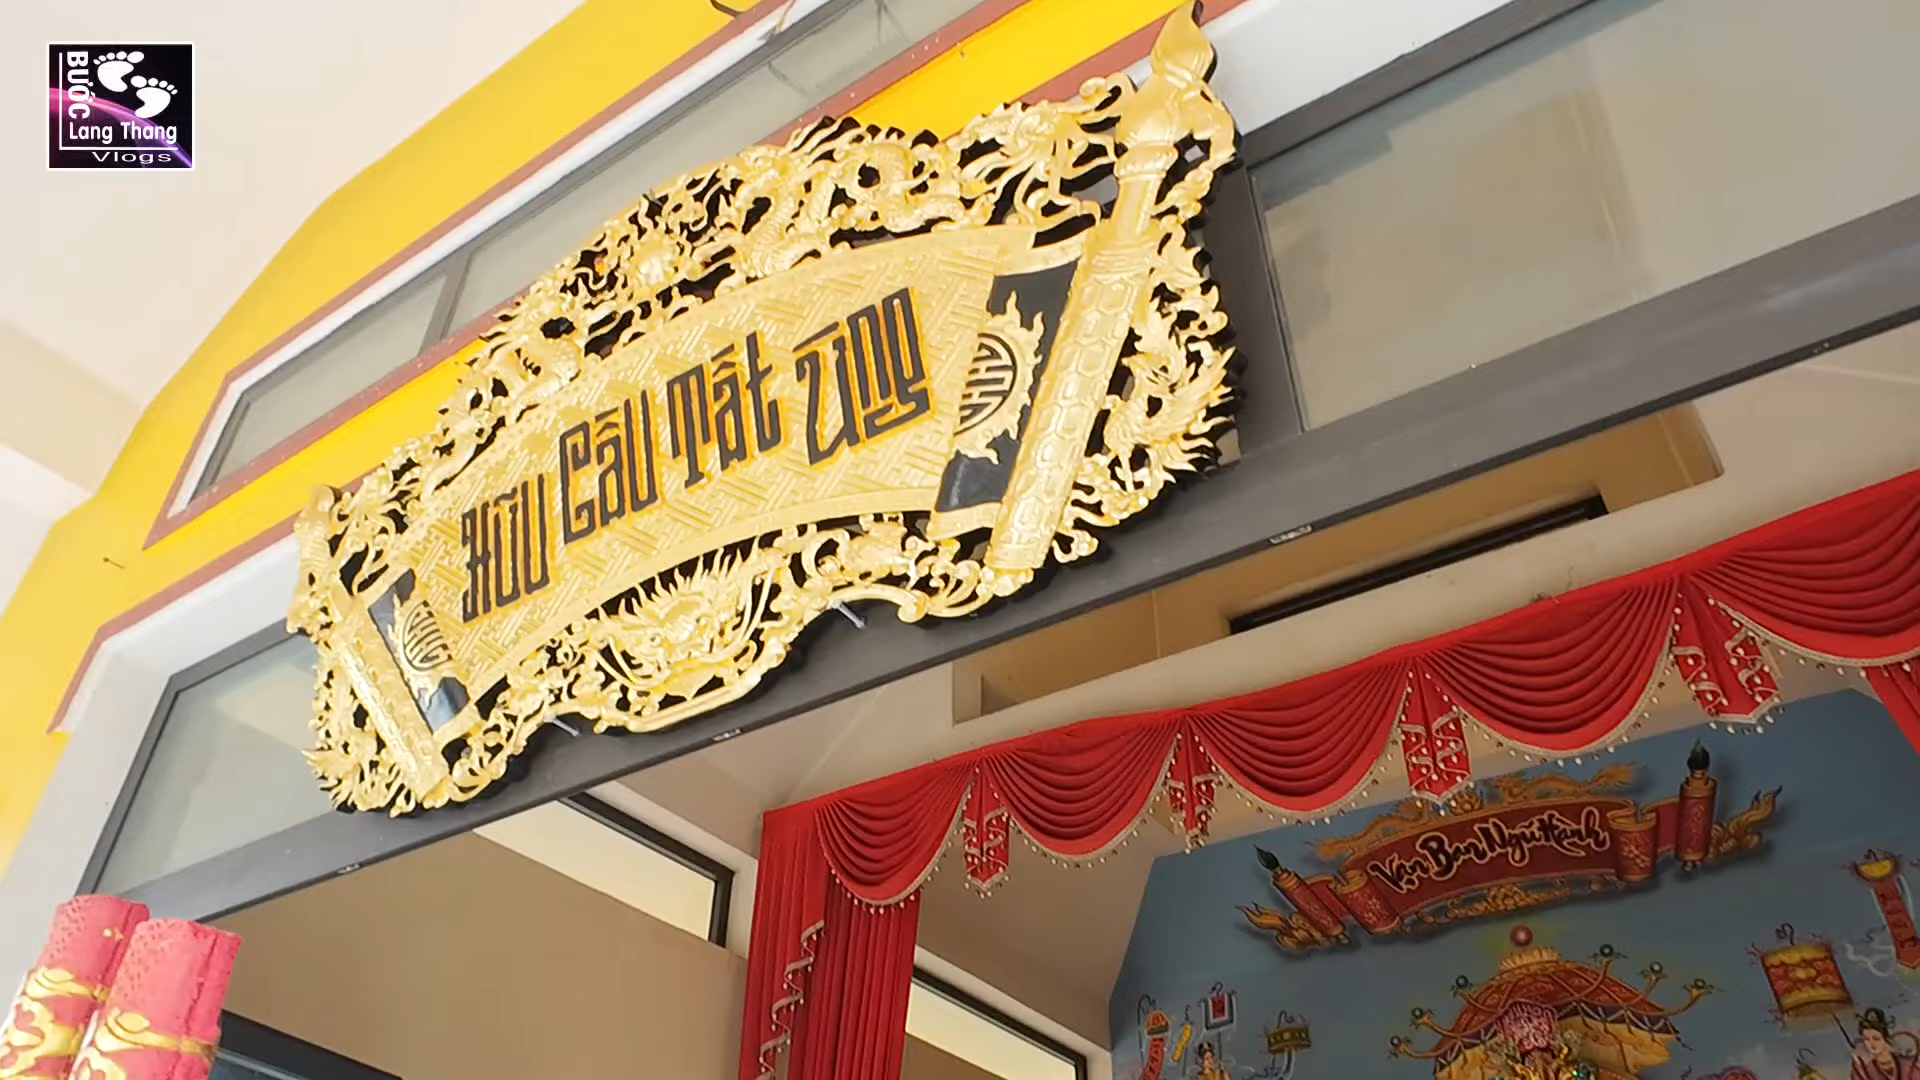 BƯỚC
Lang Thang
Vlogs
Hữu Cầu Tất Ứng
Vạn Ban Ngũ Hành